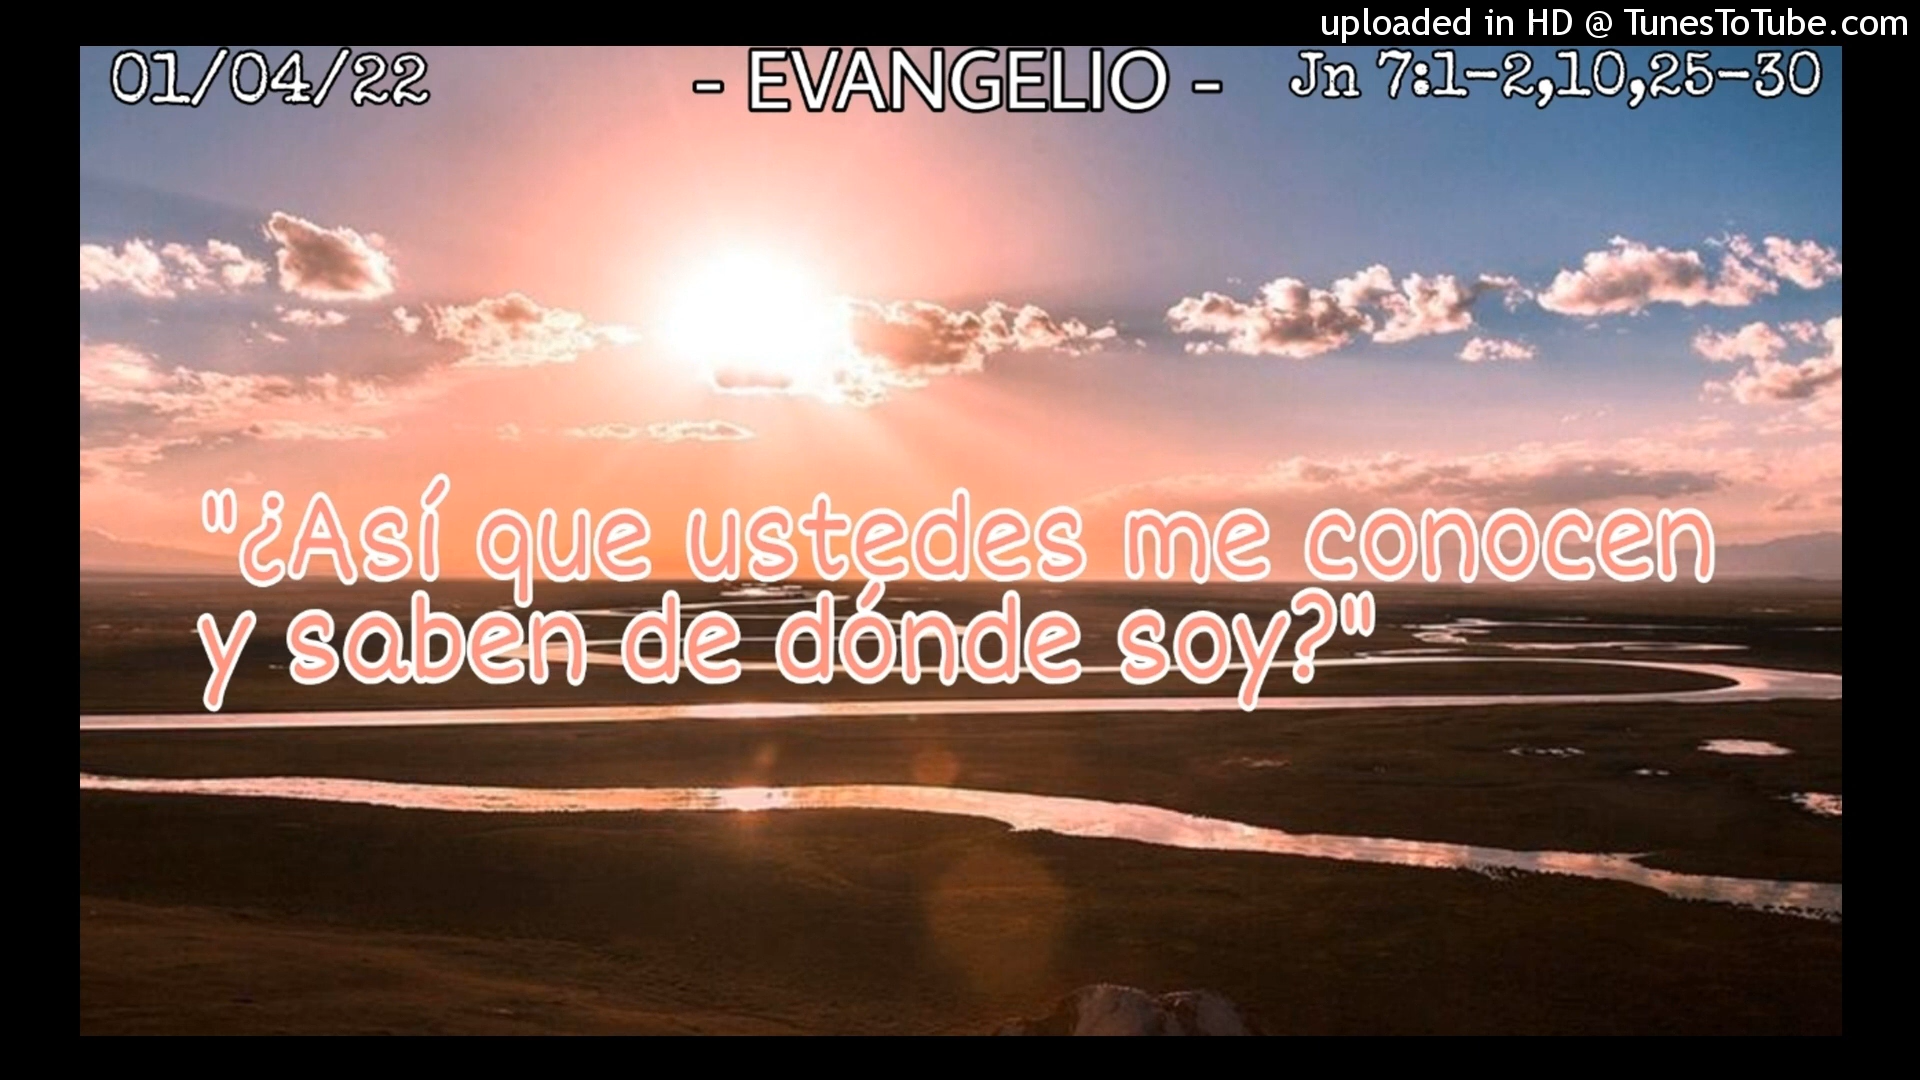 uploaded in HD @ TunesToTube.com
01/04/22
- EVANGELIO -
Jn 7:1-2,10,25-30
"¿Así que ustedes me conocen
y saben de dónde soy?"